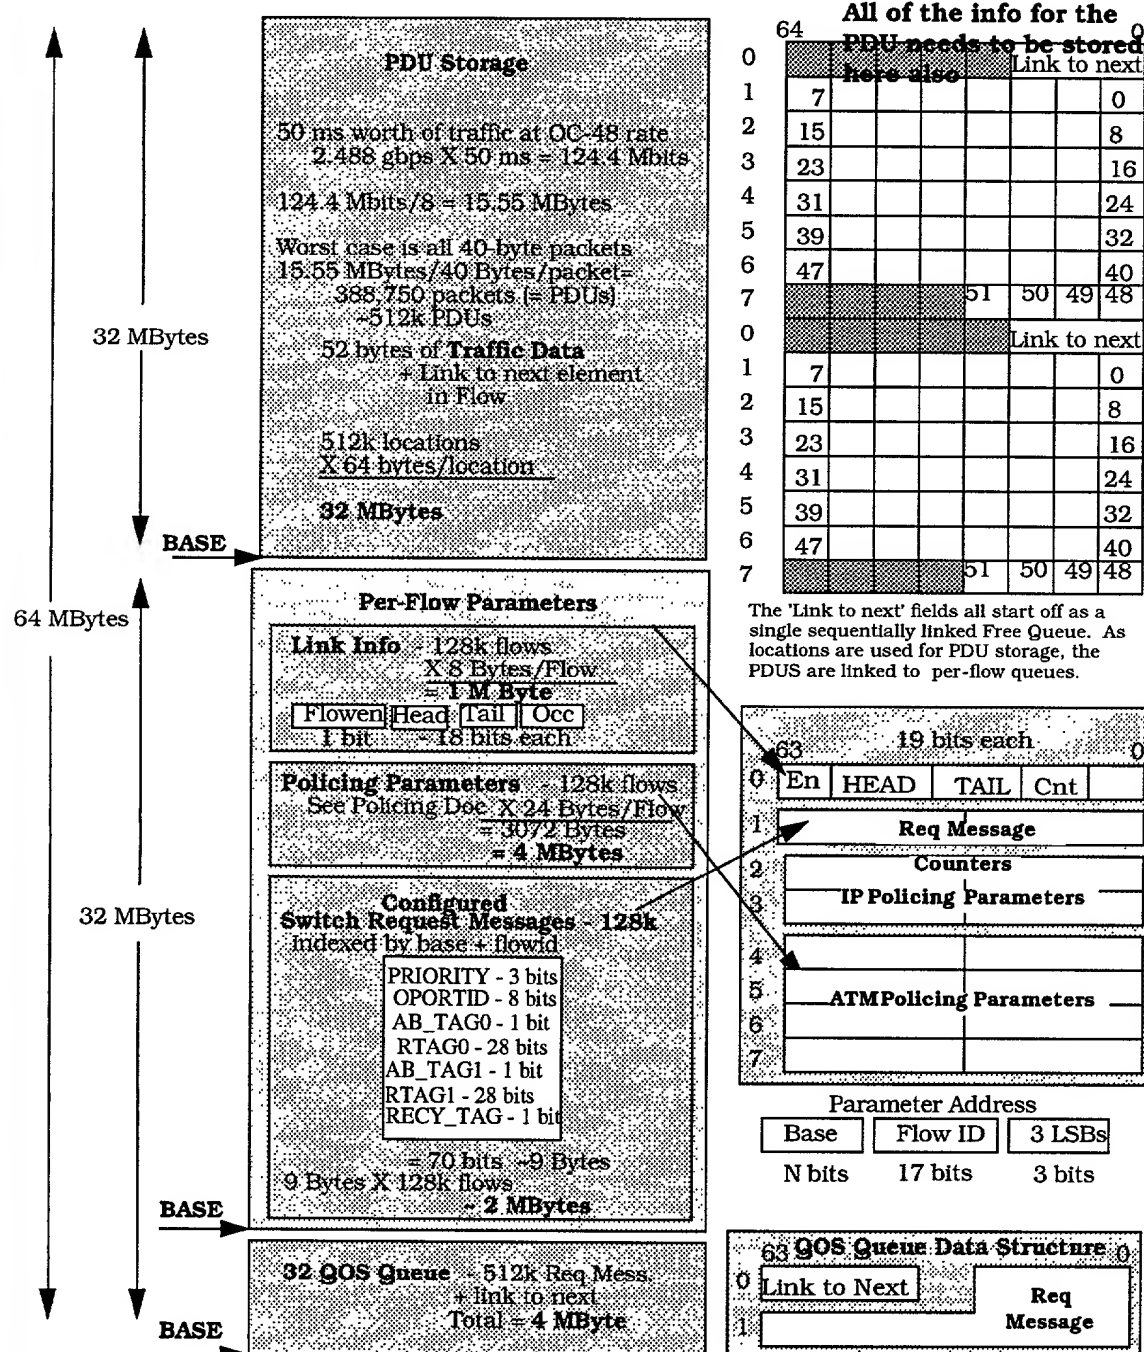 PDU Storage
50 ms worth of traffic at OC-48 rate
2.488 gbps X 50 ms = 124.4 Mbits
124.4 Mbits/8 = 15.55 MBytes
Worst case is all 40-byte packets
15.55 MBytes/40 Bytes/packet=
388,750 packets (= PDUs)
~512k PDUs
52 bytes of Traffic Data
+ Link to next element
in Flow
512k locations
X 64 bytes/location
32 MBytes
32 MBytes
BASE
64 MBytes
32 MBytes
BASE
BASE
Per-Flow Parameters
Link Info - 128k flows
X 8 Bytes/Flow
= 1 M Byte
Flowen Head Tail Occ
1 bit ~ 18 bits each
Policing Parameters - 128k flows
See Policing Doc X 24 Bytes/Flow
= 3072 Bytes
= 4 MBytes
Configured
Switch Request Messages - 128k
indexed by base + flowid
PRIORITY - 3 bits
OPORTID - 8 bits
AB_TAG0 - 1 bit
RTAG0 - 28 bits
AB_TAG1 - 1 bit
RTAG1 - 28 bits
RECY_TAG - 1 bit
= 70 bits ~9 Bytes
9 Bytes X 128k flows
~ 2 MBytes
32 QOS Queue - 512k Req Mess.
+ link to next
Total = 4 MByte
All of the info for the
PDU needs to be stored
here also
64 0
0 Link to next
1 7 0
2 15 8
3 23 16
4 31 24
5 39 32
6 47 40
7 51 50 49 48
0 Link to next
1 7 0
2 15 8
3 23 16
4 31 24
5 39 32
6 47 40
7 51 50 49 48
The 'Link to next' fields all start off as a
single sequentially linked Free Queue. As
locations are used for PDU storage, the
PDUS are linked to per-flow queues.
63 19 bits each 0
0 En HEAD TAIL Cnt
1 Req Message
2 Counters
3 IP Policing Parameters
4
5 ATMPolicing Parameters
6
7
Parameter Address
Base Flow ID 3 LSBs
N bits 17 bits 3 bits
63 QOS Queue Data Structure 0
0 Link to Next Req
1 Message